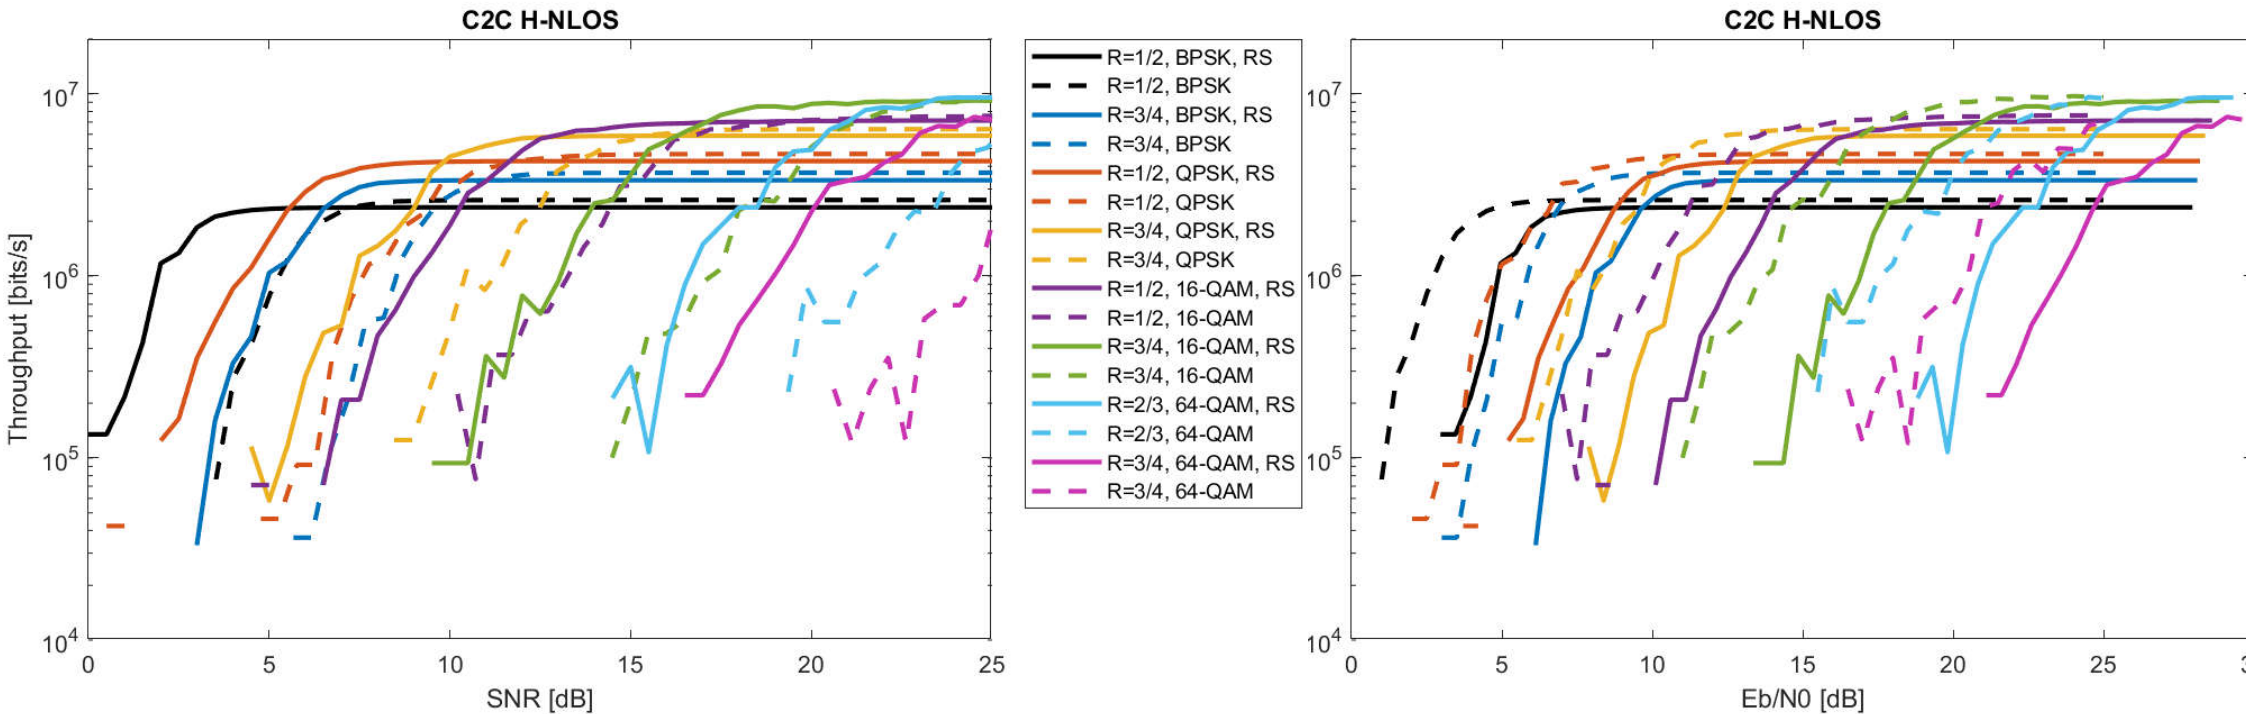 C2C H-NLOS
Throughput [bits/s]
10^7
10^6
10^5
10^4
0 5 10 15 20 25
SNR [dB]
R=1/2, BPSK, RS
R=1/2, BPSK
R=3/4, BPSK, RS
R=3/4, BPSK
R=1/2, QPSK, RS
R=1/2, QPSK
R=3/4, QPSK, RS
R=3/4, QPSK
R=1/2, 16-QAM, RS
R=1/2, 16-QAM
R=3/4, 16-QAM, RS
R=3/4, 16-QAM
R=2/3, 64-QAM, RS
R=2/3, 64-QAM
R=3/4, 64-QAM, RS
R=3/4, 64-QAM
C2C H-NLOS
10^7
10^6
10^5
10^4
0 5 10 15 20 25
Eb/N0 [dB]